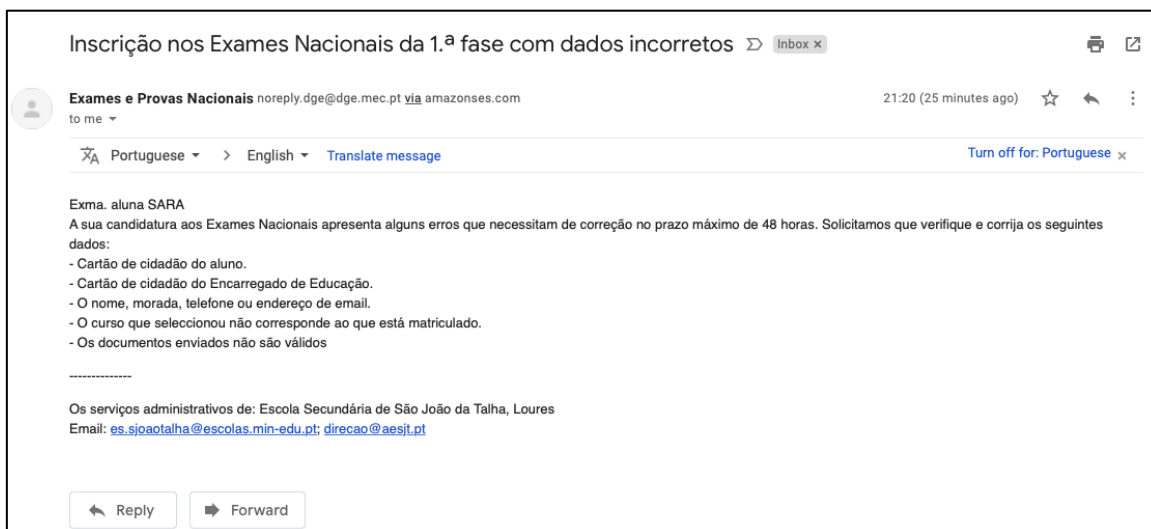 Inscrição nos Exames Nacionais da 1.ª fase com dados incorretos Inbox x
Exames e Provas Nacionais noreply.dge@dge.mec.pt via amazonses.com 21:20 (25 minutes ago)
to me
Portuguese > English Translate message Turn off for: Portuguese x
Exma. aluna SARA
A sua candidatura aos Exames Nacionais apresenta alguns erros que necessitam de correção no prazo máximo de 48 horas. Solicitamos que verifique e corrija os seguintes
dados:
- Cartão de cidadão do aluno.
- Cartão de cidadão do Encarregado de Educação.
- O nome, morada, telefone ou endereço de email.
- O curso que seleccionou não corresponde ao que está matriculado.
- Os documentos enviados não são válidos
--------------
Os serviços administrativos de: Escola Secundária de São João da Talha, Loures
Email: es.sjoaotalha@escolas.min-edu.pt; direcao@aesjt.pt
Reply Forward